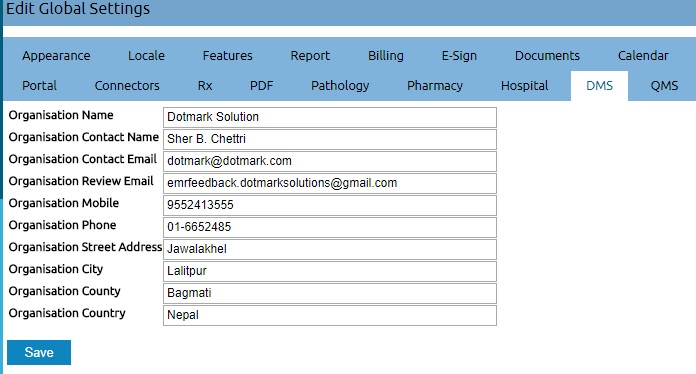 Edit Global Settings
Appearance Locale Features Report Billing E-Sign Documents Calendar
Portal Connectors Rx PDF Pathology Pharmacy Hospital DMS QMS
Organisation Name Dotmark Solution
Organisation Contact Name Sher B. Chettri
Organisation Contact Email dotmark@dotmark.com
Organisation Review Email emrfeedback.dotmarksolutions@gmail.com
Organisation Mobile 9552413555
Organisation Phone 01-6652485
Organisation Street Address Jawalakhel
Organisation City Lalitpur
Organisation County Bagmati
Organisation Country Nepal
Save